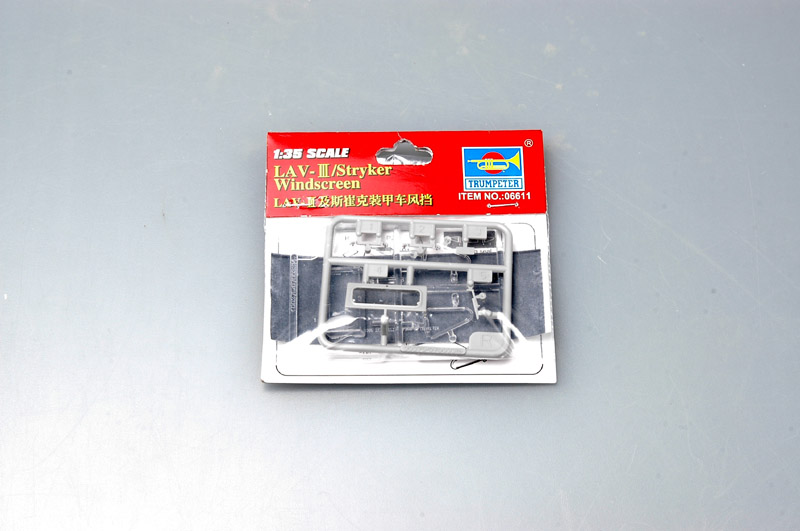 1:35 SCALE
LAV-Ⅲ/Stryker
Windscreen
LAV-Ⅲ及斯崔克装甲车风挡
®
TRUMPETER
ITEM NO.:06611